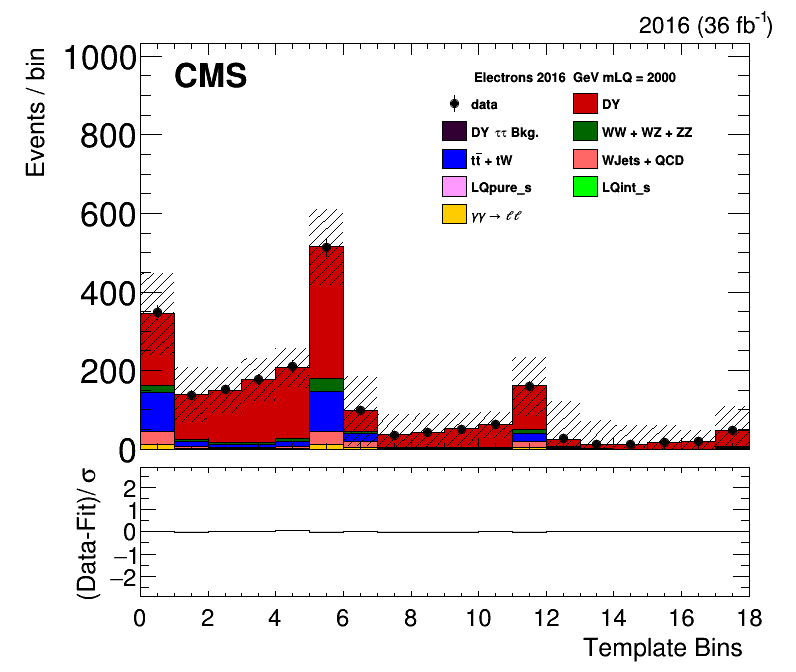 2016 (36 fb-1)
Events / bin
1000
800
600
400
200
0
CMS
Electrons 2016 GeV mLQ = 2000
data
DY
DY ττ Bkg.
WW + WZ + ZZ
tt̄ + tW
WJets + QCD
LQpure_s
LQint_s
γγ → ℓℓ
(Data-Fit)/ σ
2
1
0
−1
−2
0 2 4 6 8 10 12 14 16 18
Template Bins